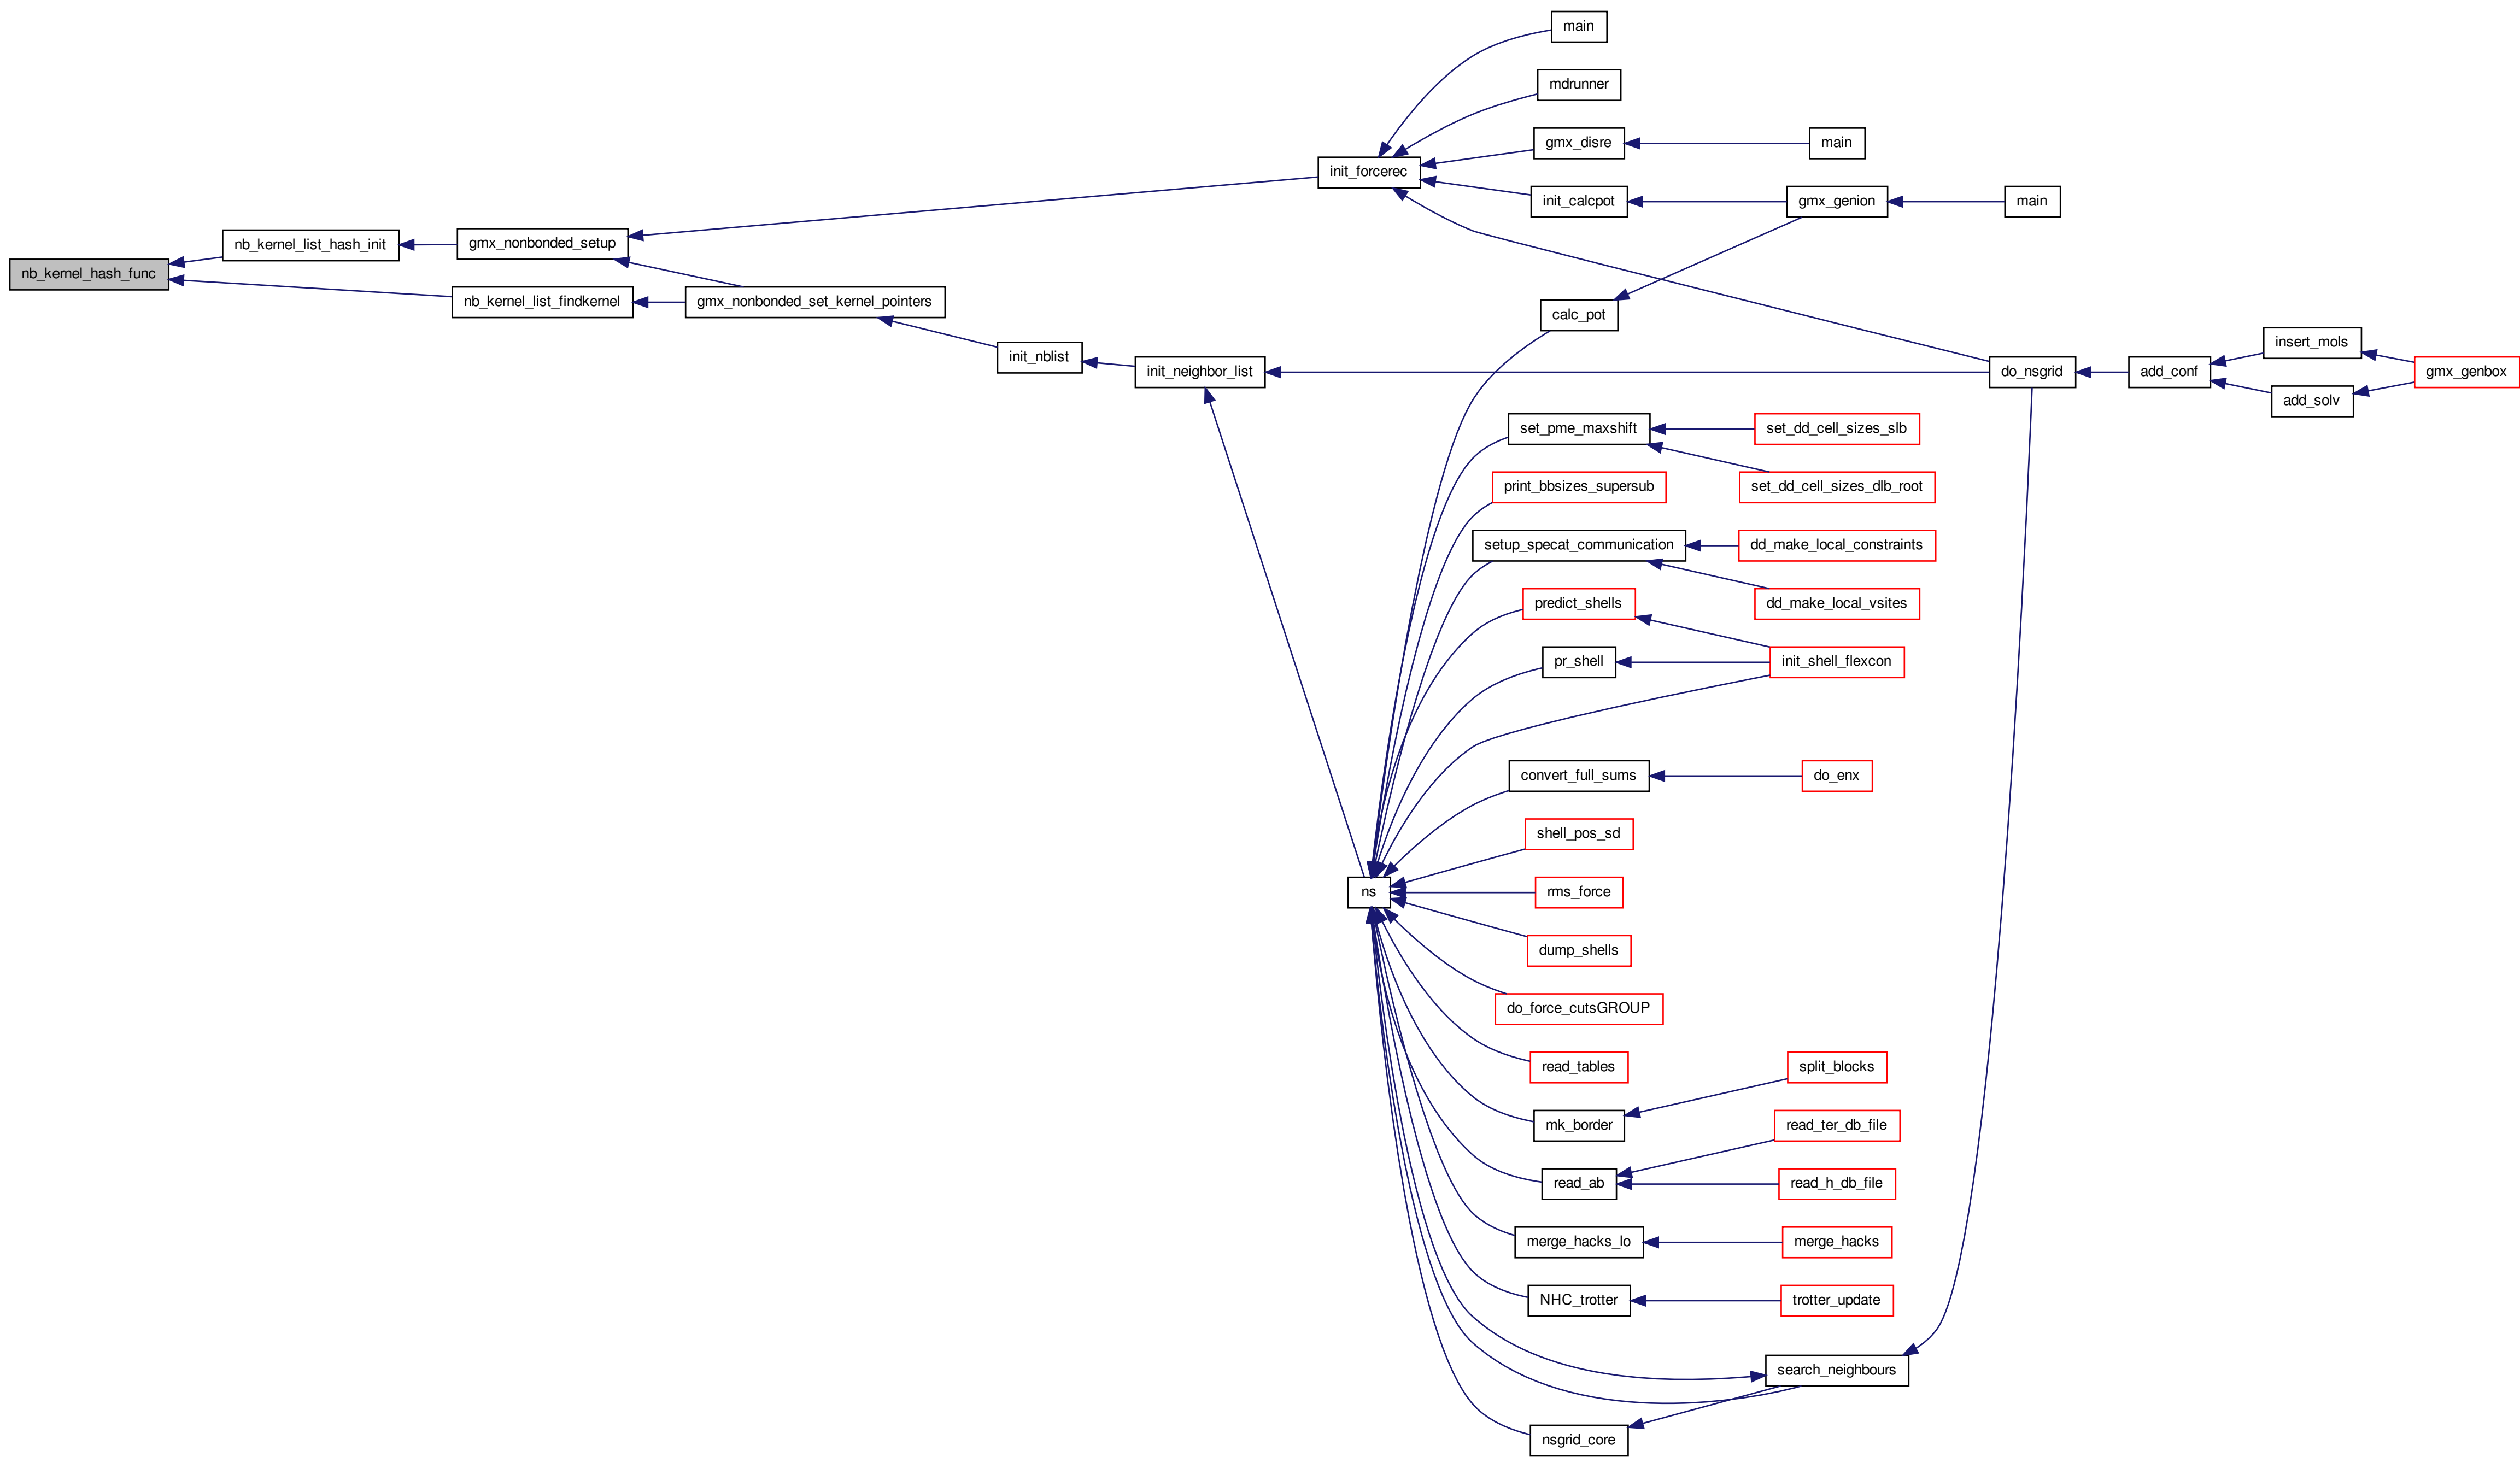 main
mdrunner
gmx_disre
main
init_forcerec
init_calcpot
gmx_genion
main
nb_kernel_list_hash_init
gmx_nonbonded_setup
nb_kernel_hash_func
nb_kernel_list_findkernel
gmx_nonbonded_set_kernel_pointers
calc_pot
insert_mols
init_nblist
init_neighbor_list
do_nsgrid
add_conf
gmx_genbox
add_solv
set_pme_maxshift
set_dd_cell_sizes_slb
print_bbsizes_supersub
set_dd_cell_sizes_dlb_root
setup_specat_communication
dd_make_local_constraints
predict_shells
dd_make_local_vsites
pr_shell
init_shell_flexcon
convert_full_sums
do_enx
shell_pos_sd
ns
rms_force
dump_shells
do_force_cutsGROUP
read_tables
split_blocks
mk_border
read_ter_db_file
read_ab
read_h_db_file
merge_hacks_lo
merge_hacks
NHC_trotter
trotter_update
search_neighbours
nsgrid_core